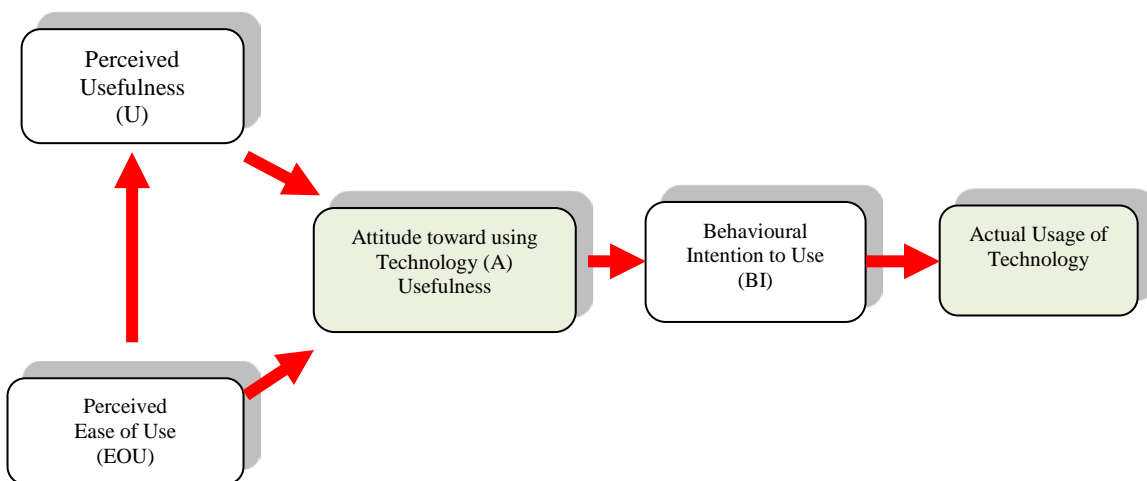 Perceived
Usefulness
(U)
Attitude toward using
Technology (A)
Usefulness
Behavioural
Intention to Use
(BI)
Actual Usage of
Technology
Perceived
Ease of Use
(EOU)